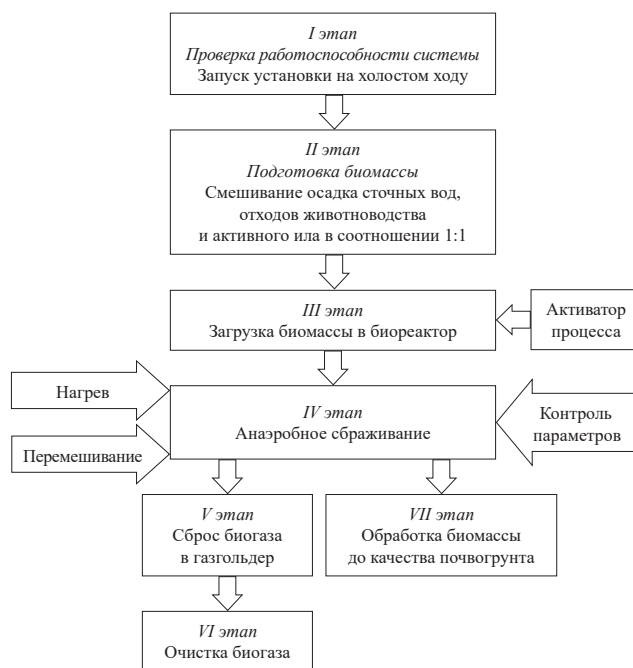 I этап
Проверка работоспособности системы
Запуск установки на холостом ходу
II этап
Подготовка биомассы
Смешивание осадка сточных вод,
отходов животноводства
и активного ила в соотношении 1:1
III этап
Загрузка биомассы в биореактор
Активатор
процесса
Нагрев
Перемешивание
IV этап
Анаэробное сбраживание
Контроль
параметров
V этап
Сброс биогаза
в газгольдер
VII этап
Обработка биомассы
до качества почвогрунта
VI этап
Очистка биогаза